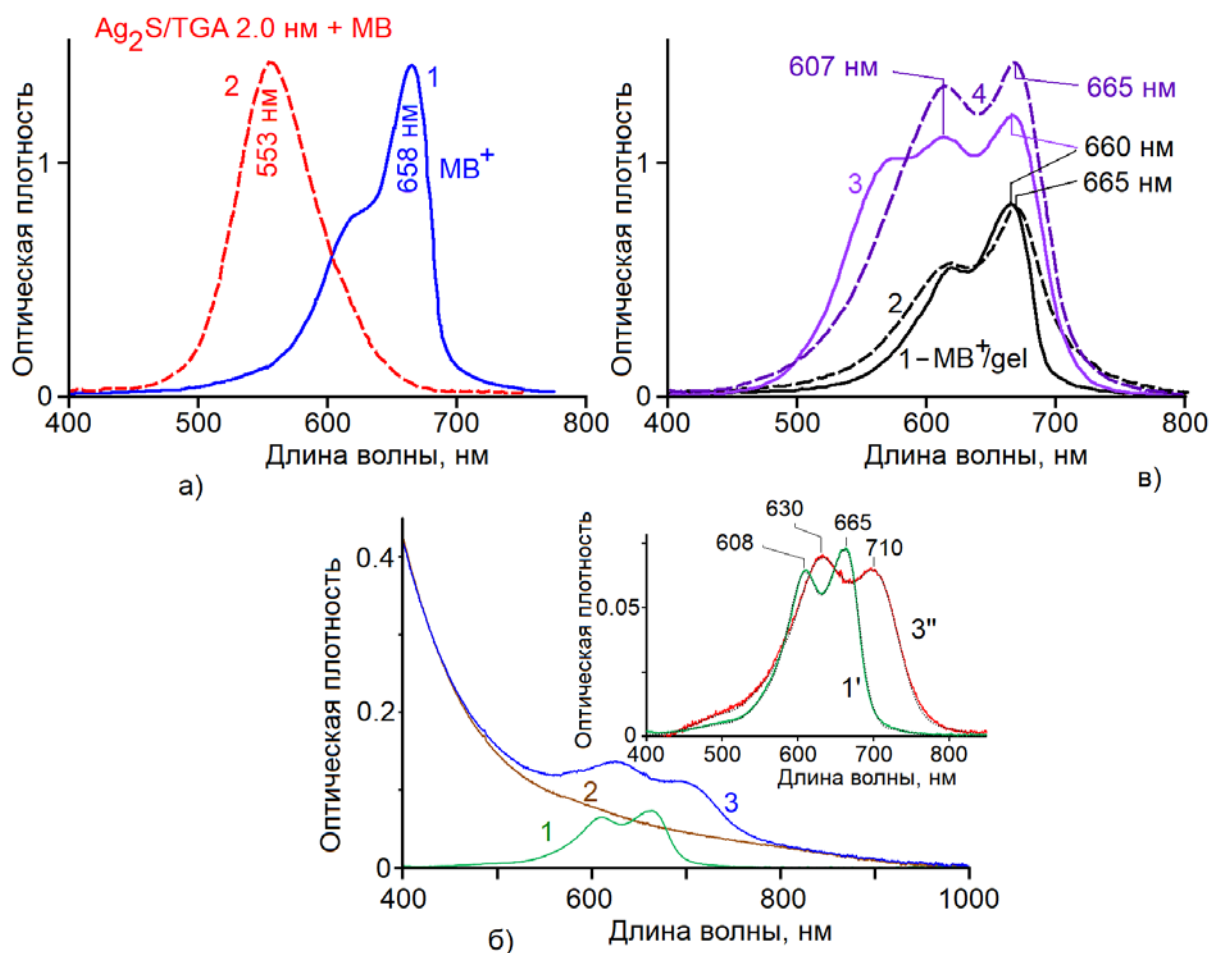 Ag2S/TGA 2.0 нм + MB
Оптическая плотность
1
0
2
553 нм
658 нм
1
MB+
400 500 600 700 800
Длина волны, нм
а)
Оптическая плотность
1
0
607 нм
4
665 нм
660 нм
665 нм
3
2
1–MB+/gel
400 500 600 700 800
Длина волны, нм
в)
Оптическая плотность
0.4
0.2
0
1
2
3
400 600 800 1000
Длина волны, нм
б)
Оптическая плотность
0.05
0
608
630
665
710
3"
1'
400 500 600 700 800
Длина волны, нм